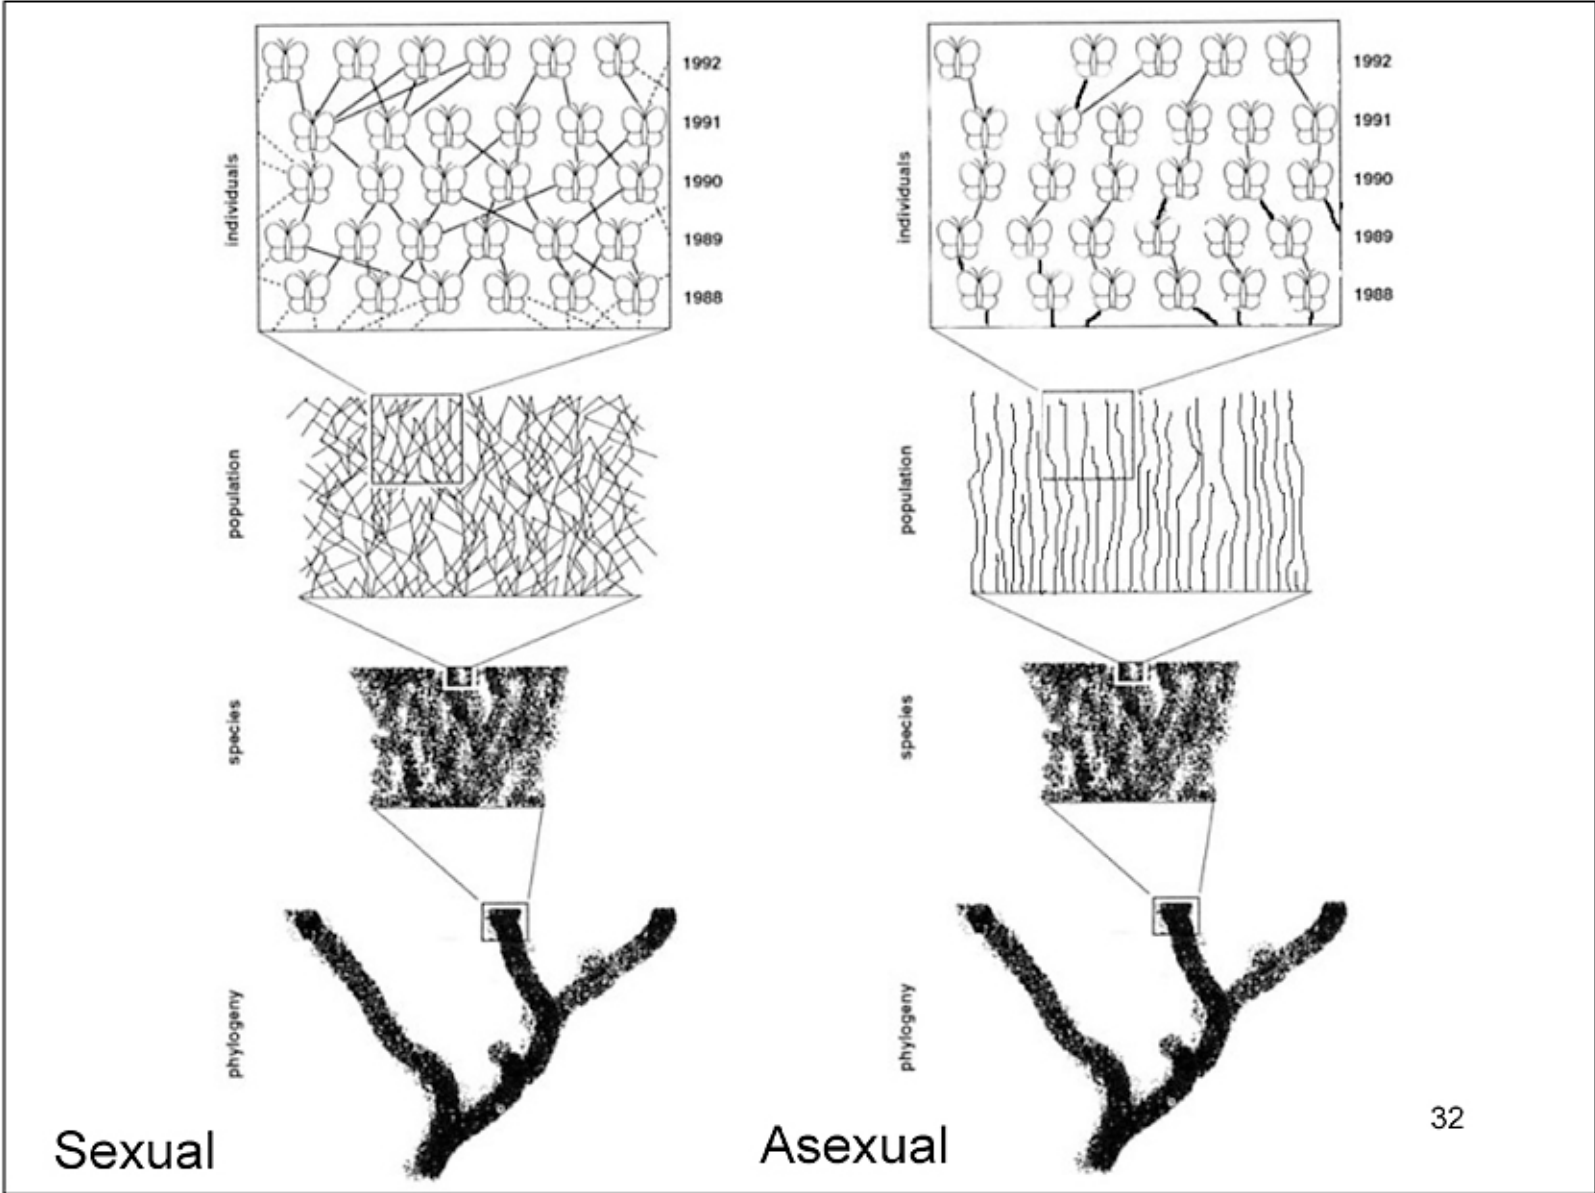 individuals
1992
1991
1990
1989
1988
population
species
phylogeny
Sexual
individuals
1992
1991
1990
1989
1988
population
species
phylogeny
Asexual
32